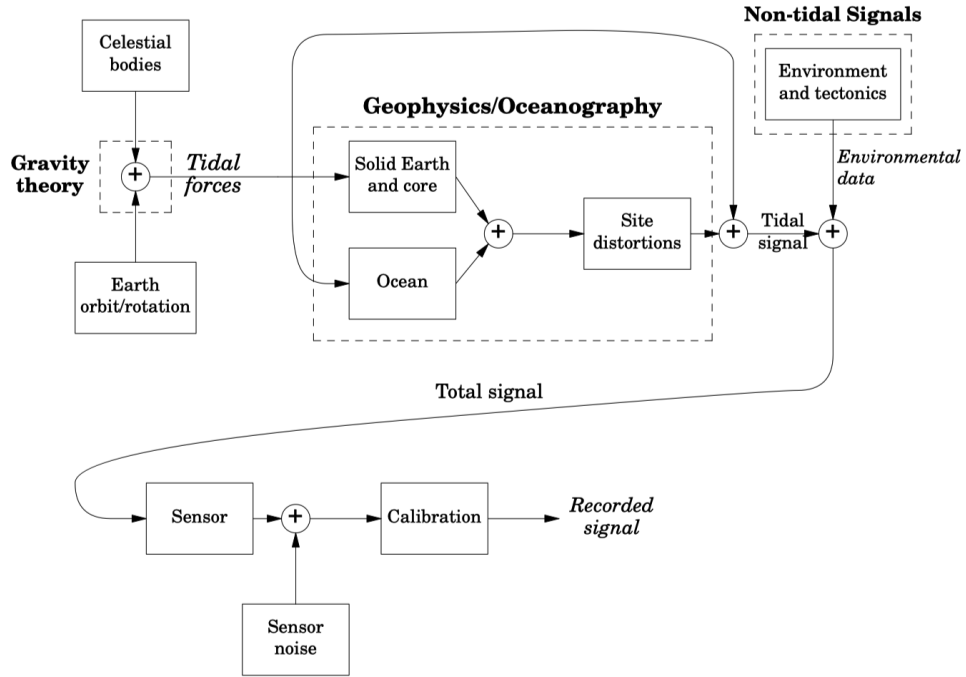 Non-tidal Signals
Celestial
bodies
Environment
and tectonics
Geophysics/Oceanography
Gravity
theory
+
Tidal
forces
Solid Earth
and core
Environmental
data
+
Site
distortions
+
Tidal
signal
+
Ocean
Earth
orbit/rotation
Total signal
Sensor
+
Calibration
Recorded
signal
Sensor
noise